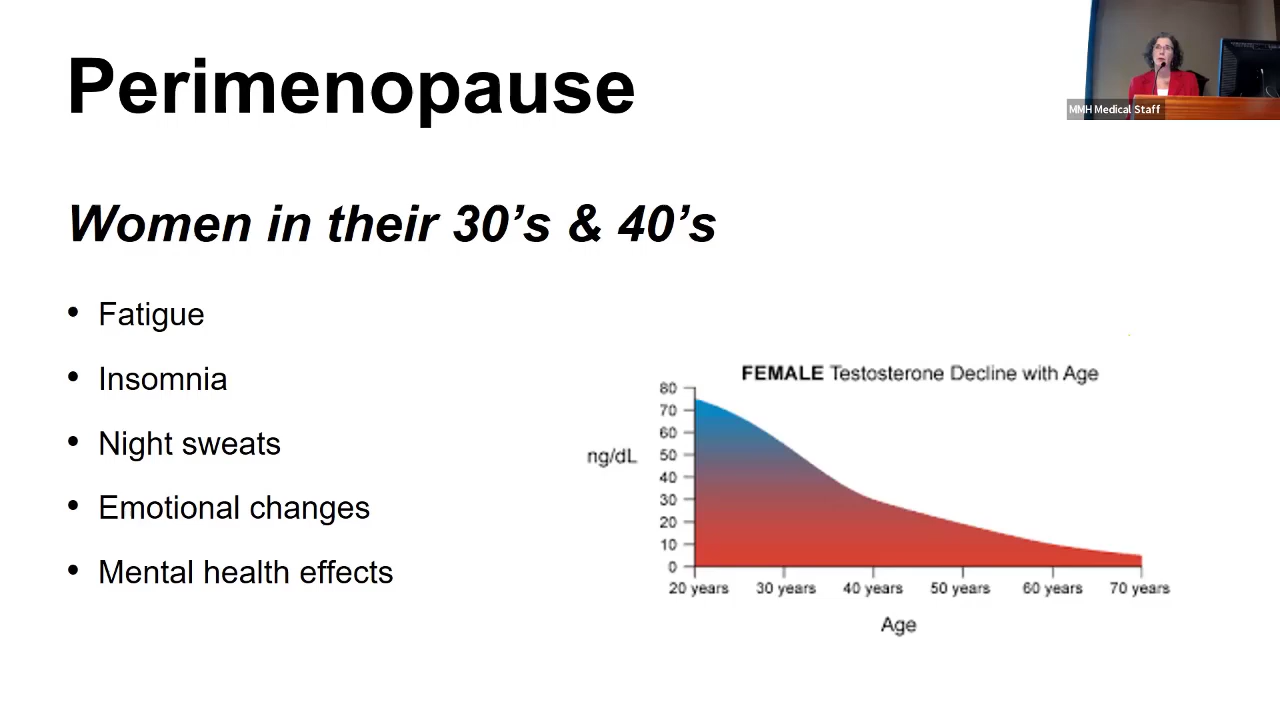 Perimenopause
MMH Medical Staff
Women in their 30’s & 40’s
• Fatigue
• Insomnia
• Night sweats
• Emotional changes
• Mental health effects
FEMALE Testosterone Decline with Age
ng/dL
80
70
60
50
40
30
20
10
0
20 years 30 years 40 years 50 years 60 years 70 years
Age